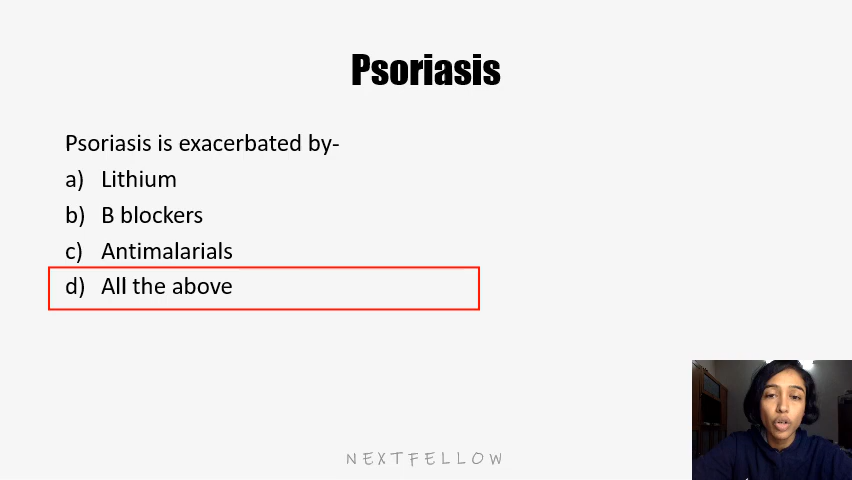 Psoriasis
Psoriasis is exacerbated by-
a) Lithium
b) B blockers
c) Antimalarials
d) All the above
NEXTFELLOW